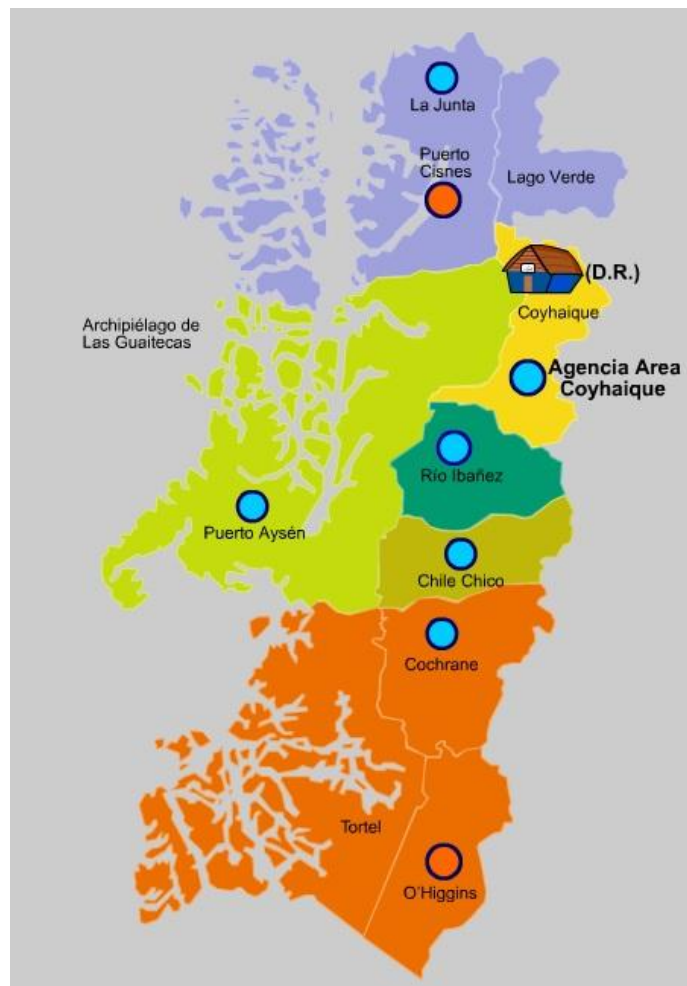 La Junta
Puerto
Cisnes
Lago Verde
(D.R.)
Coyhaique
Archipiélago de
Las Guaitecas
Agencia Area
Coyhaique
Río Ibañez
Puerto Aysén
Chile Chico
Cochrane
Tortel
O'Higgins